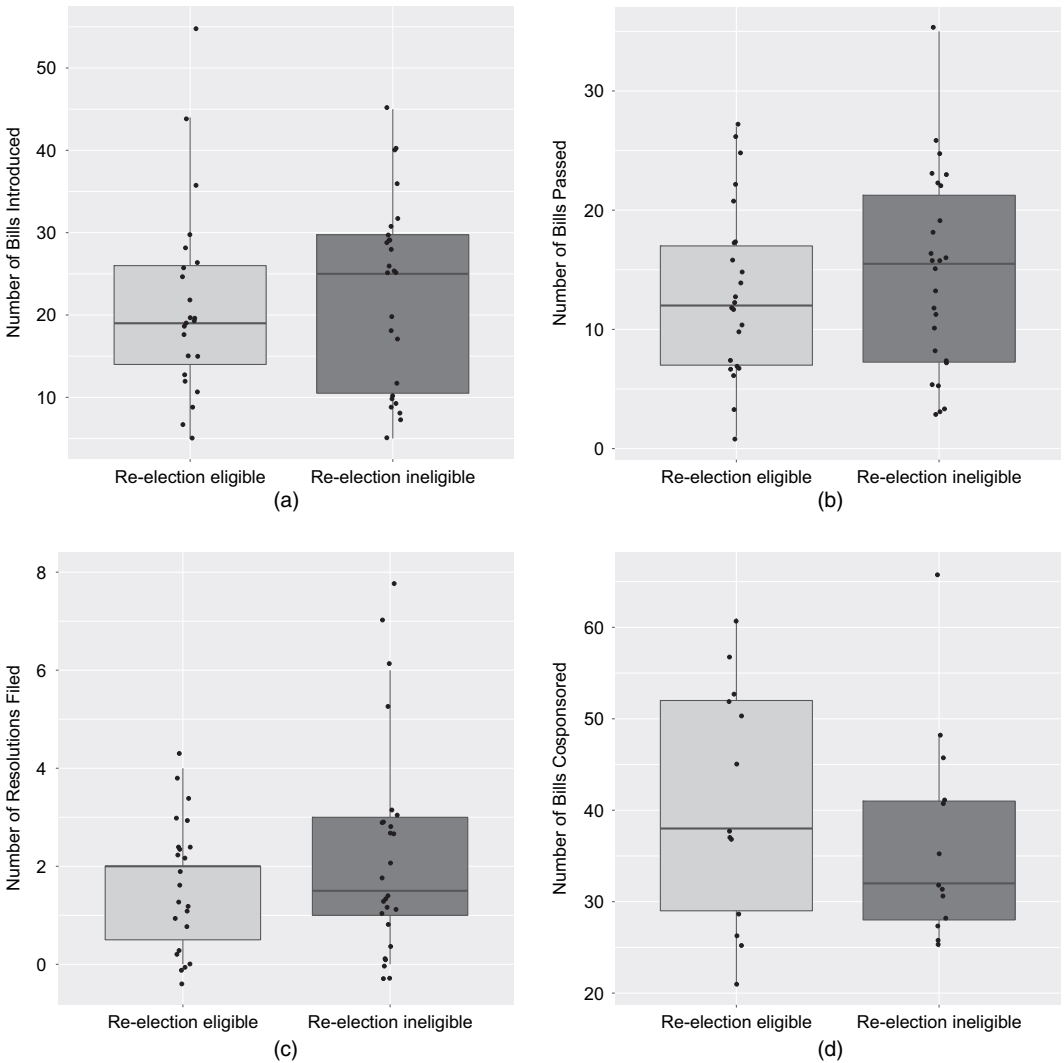 Number of Bills Introduced
50
40
30
20
10
Re-election eligible
Re-election ineligible
(a)
Number of Bills Passed
30
20
10
0
Re-election eligible
Re-election ineligible
(b)
Number of Resolutions Filed
8
6
4
2
0
Re-election eligible
Re-election ineligible
(c)
Number of Bills Cosponsored
60
50
40
30
20
Re-election eligible
Re-election ineligible
(d)